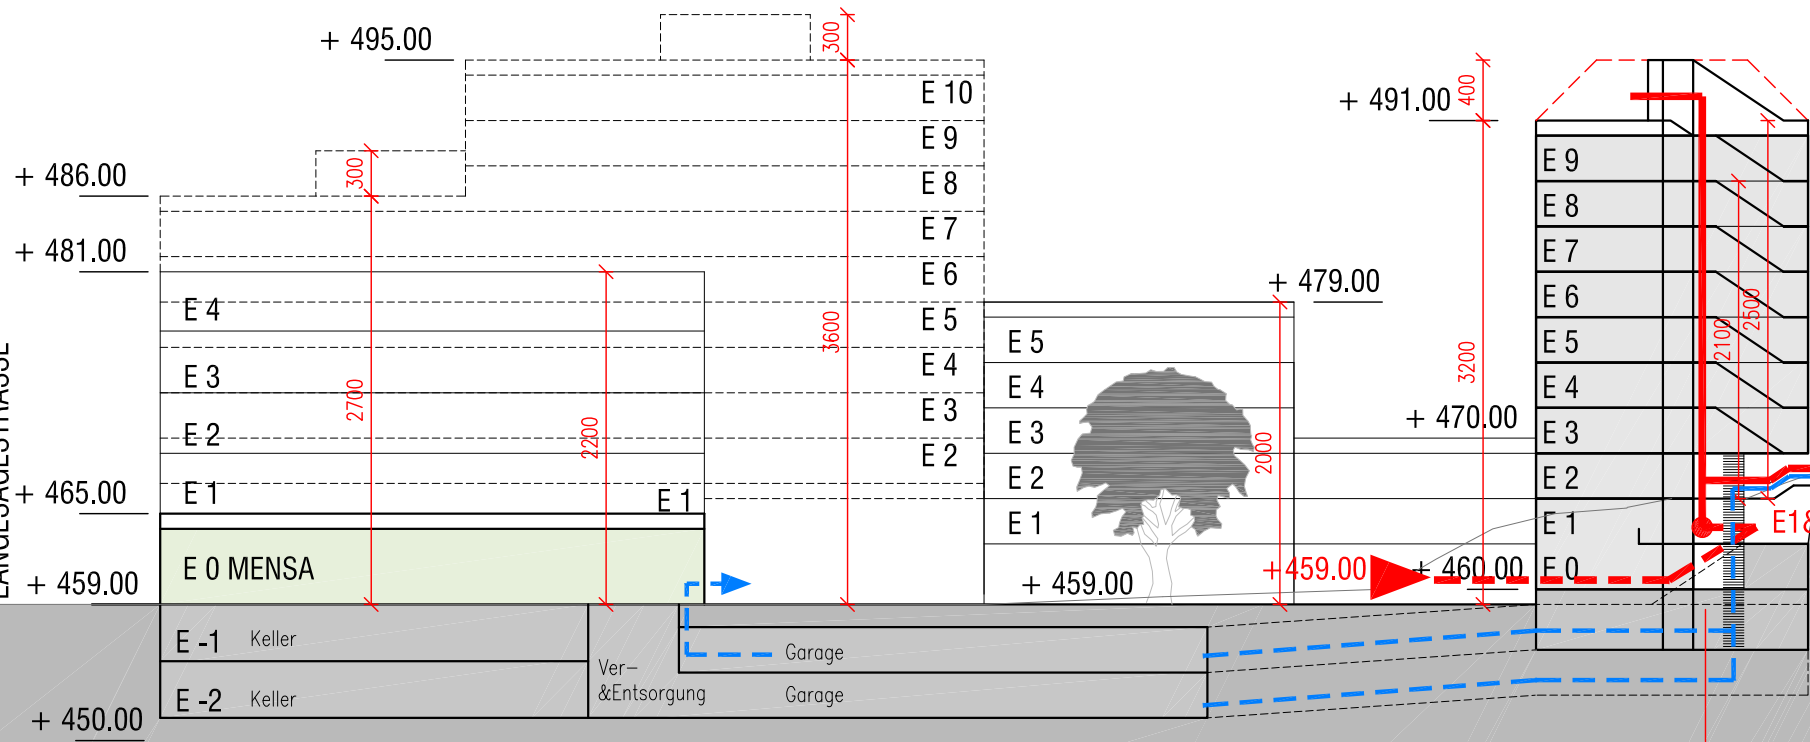 + 495.00
300
E 10
+ 491.00
400
E 9
E 9
+ 486.00
300
E 8
E 8
E 7
E 7
+ 481.00
E 6
+ 479.00
E 6
2500
E 4
E 5
E 5
E 5
2100
3600
3200
E 3
2700
E 4
E 4
E 4
E 2
2200
E 3
E 3
2000
+ 470.00
E 3
E 2
E 2
E 2
+ 465.00
E 1
E 1
E 1
E 1
E18
E 0 MENSA
+ 459.00
+ 459.00
+459.00
+ 460.00
E 0
E -1 Keller
Garage
Ver-
&Entsorgung
E -2 Keller
Garage
+ 450.00